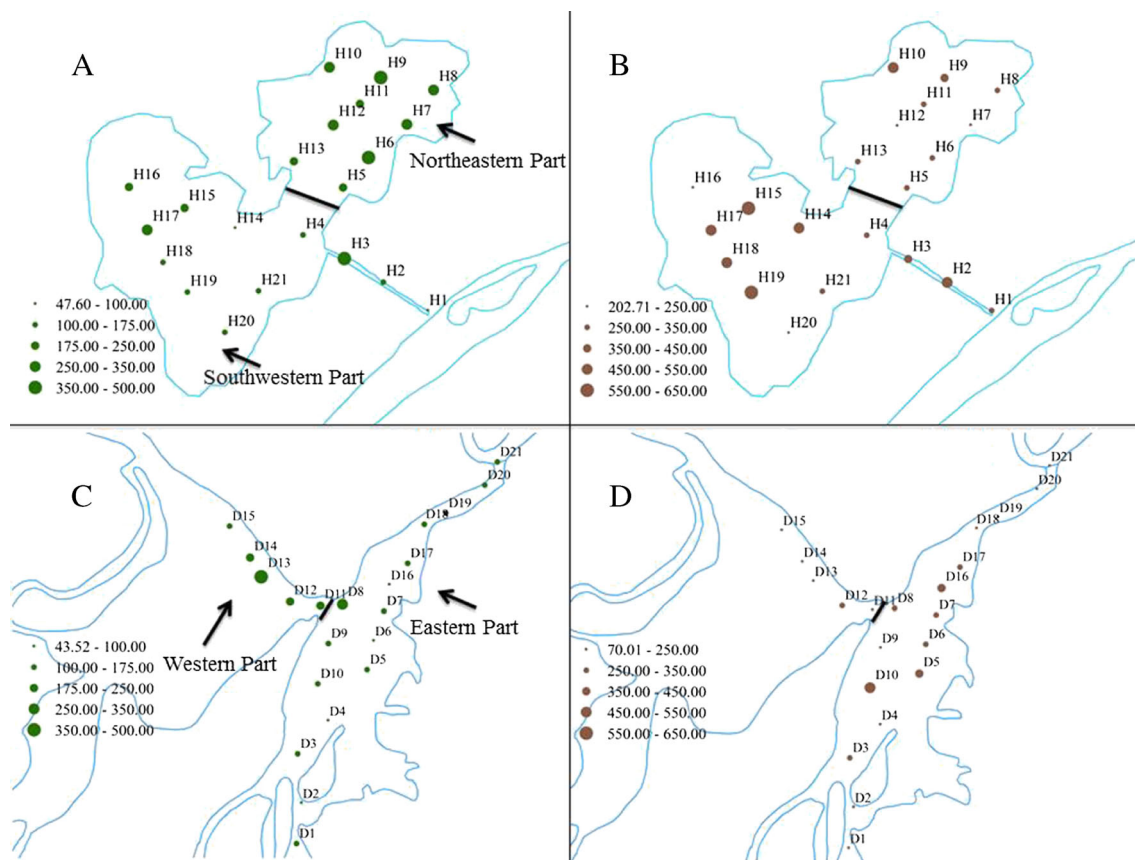 A
H10
H9
H8
H11
H12
H7
H6
Northeastern Part
H13
H5
H16
H15
H14
H17
H4
H3
H18
H2
H19
H21
H1
H20
47.60 - 100.00
100.00 - 175.00
175.00 - 250.00
250.00 - 350.00
350.00 - 500.00
Southwestern Part
B
H10
H9
H8
H11
H12
H7
H6
H13
H5
H16
H15
H14
H17
H4
H3
H18
H2
H19
H21
H1
H20
202.71 - 250.00
250.00 - 350.00
350.00 - 450.00
450.00 - 550.00
550.00 - 650.00
C
D21
D20
D19
D18
D15
D14
D13
D17
D16
D12
D11
D8
D7
D9
D6
D5
D10
D4
D3
D2
D1
Eastern Part
Western Part
43.52 - 100.00
100.00 - 175.00
175.00 - 250.00
250.00 - 350.00
350.00 - 500.00
D
D21
D20
D19
D18
D15
D14
D13
D17
D16
D12
D11
D8
D7
D9
D6
D5
D10
D4
D3
D2
D1
70.01 - 250.00
250.00 - 350.00
350.00 - 450.00
450.00 - 550.00
550.00 - 650.00